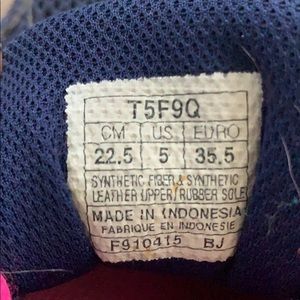 T5F9Q
CM US EURO
22.5 5 35.5
SYNTHETIC FIBER & SYNTHETIC
LEATHER UPPER/ RUBBER SOLE
MADE IN INDONESIA
FABRIQUE EN INDONESIE
F910415 BJ